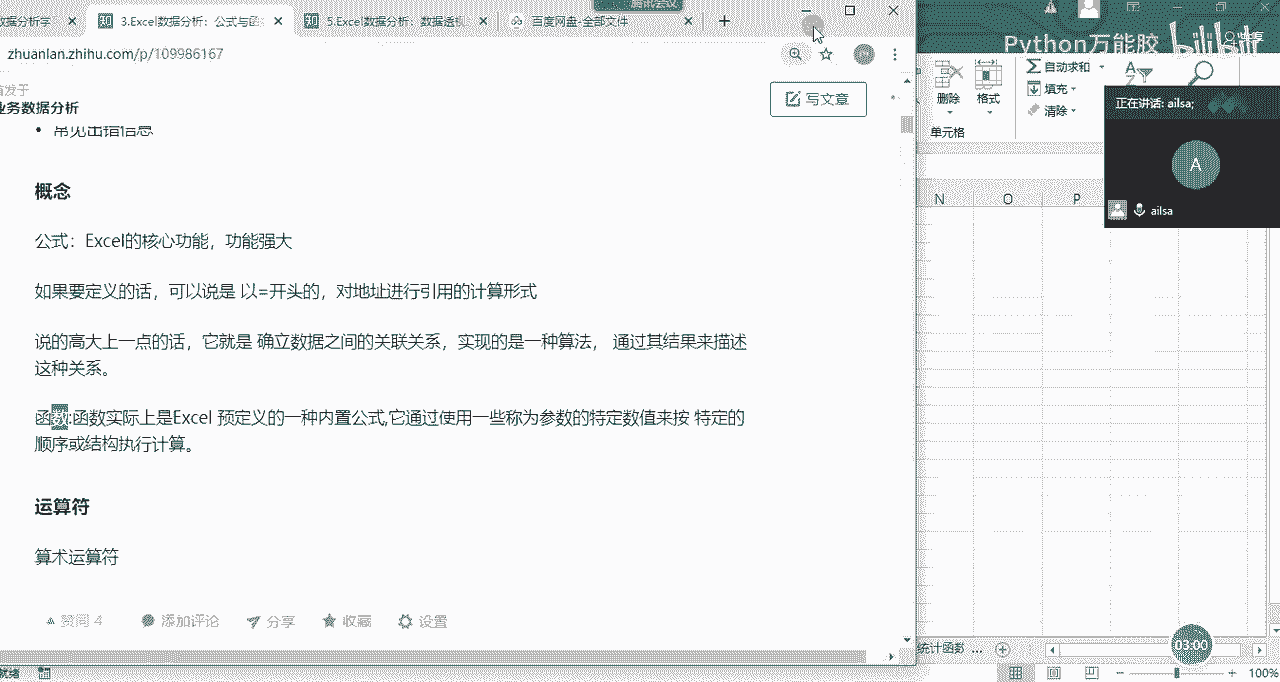 数据分析学
3.Excel数据分析：公式与函
5.Excel数据分析：数据透视
百度网盘-全部文件
腾讯会议
zhuanlan.zhihu.com/p/109986167
首发于
业务数据分析
写文章
常见出错信息
概念
公式：Excel的核心功能，功能强大
如果要定义的话，可以说是 以=开头的，对地址进行引用的计算形式
说的高大上一点的话，它就是 确立数据之间的关联关系，实现的是一种算法， 通过其结果来描述
这种关系。
函数:函数实际上是Excel 预定义的一种内置公式,它通过使用一些称为参数的特定数值来按 特定的
顺序或结构执行计算。
运算符
算术运算符
赞同 4
添加评论
分享
收藏
设置
就绪
Python万能胶
bilibili
共享
删除
格式
单元格
自动求和
填充
清除
正在讲话: ailsa;
A
ailsa
N
O
P
统计函数
...
03:00
100%